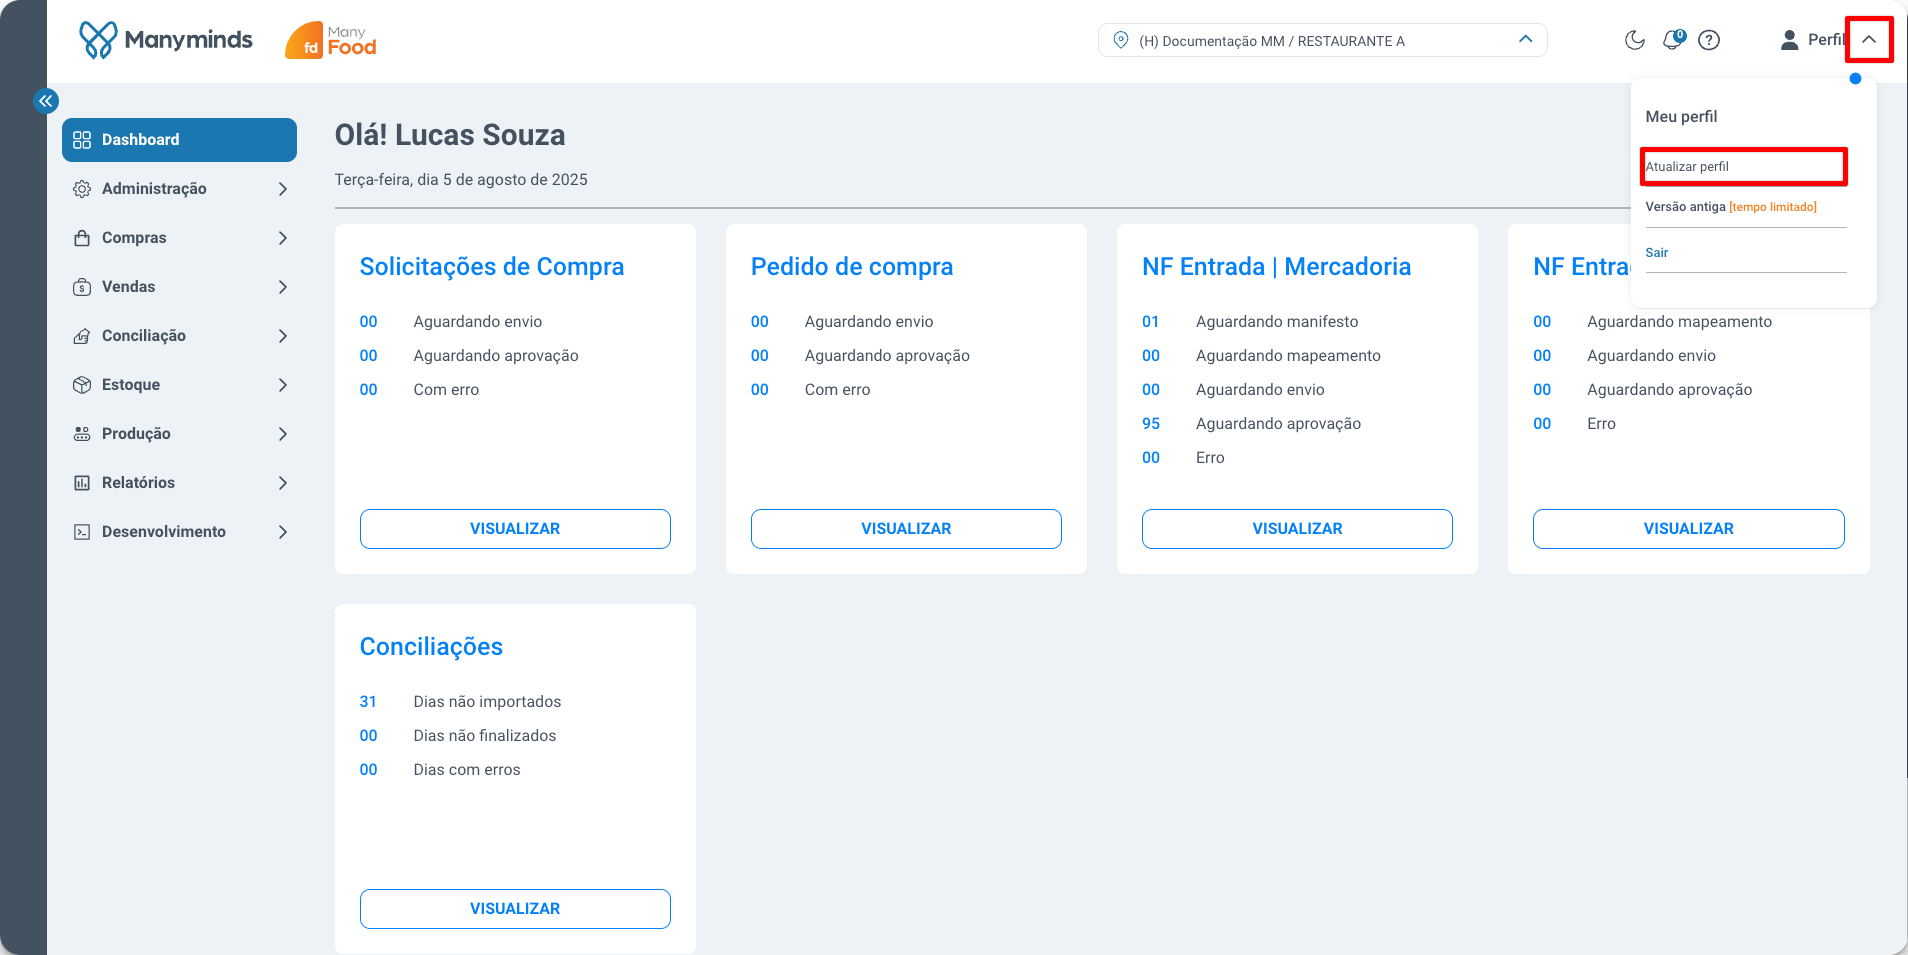 Manyminds
fd Many Food
(H) Documentação MM / RESTAURANTE A
0
Perfil
Meu perfil
Atualizar perfil
Versão antiga [tempo limitado]
Sair
Dashboard
Administração
Compras
Vendas
Conciliação
Estoque
Produção
Relatórios
Desenvolvimento
Olá! Lucas Souza
Terça-feira, dia 5 de agosto de 2025
Solicitações de Compra
00 Aguardando envio
00 Aguardando aprovação
00 Com erro
VISUALIZAR
Pedido de compra
00 Aguardando envio
00 Aguardando aprovação
00 Com erro
VISUALIZAR
NF Entrada | Mercadoria
01 Aguardando manifesto
00 Aguardando mapeamento
00 Aguardando envio
95 Aguardando aprovação
00 Erro
VISUALIZAR
NF Entra
00 Aguardando mapeamento
00 Aguardando envio
00 Aguardando aprovação
00 Erro
VISUALIZAR
Conciliações
31 Dias não importados
00 Dias não finalizados
00 Dias com erros
VISUALIZAR